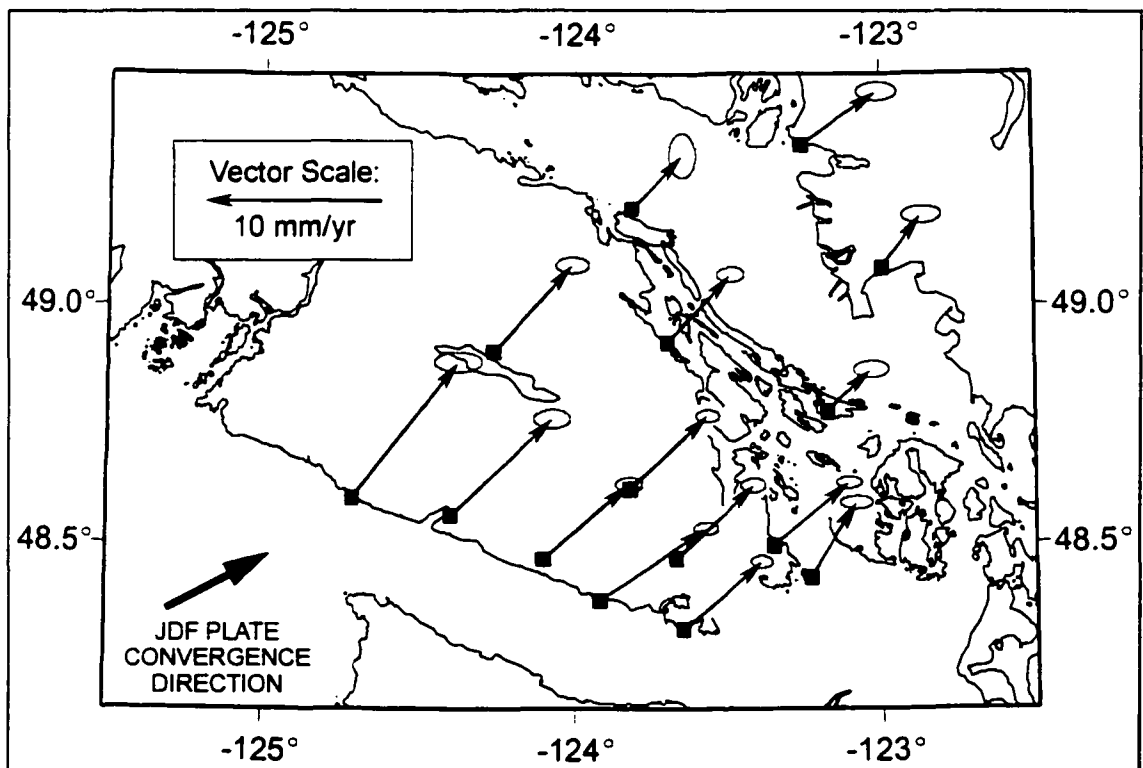 -125° -124° -123°
Vector Scale:
10 mm/yr
49.0° 49.0°
48.5° 48.5°
JDF PLATE
CONVERGENCE
DIRECTION
-125° -124° -123°